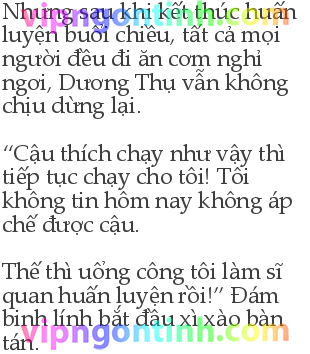 Nhưng sau khi kết thúc huấn
luyện buổi chiều, tất cả mọi
người đều đi ăn cơm nghỉ
ngơi, Dương Thụ vẫn không
chịu dừng lại.
“Cậu thích chạy như vậy thì
tiếp tục chạy cho tôi! Tôi
không tin hôm nay không áp
chế được cậu.
Thế thì uổng công tôi làm sĩ
quan huấn luyện rồi!” Đám
binh lính bắt đầu xì xào bàn
tán.
vipngontinh.com
vipngontinh.com